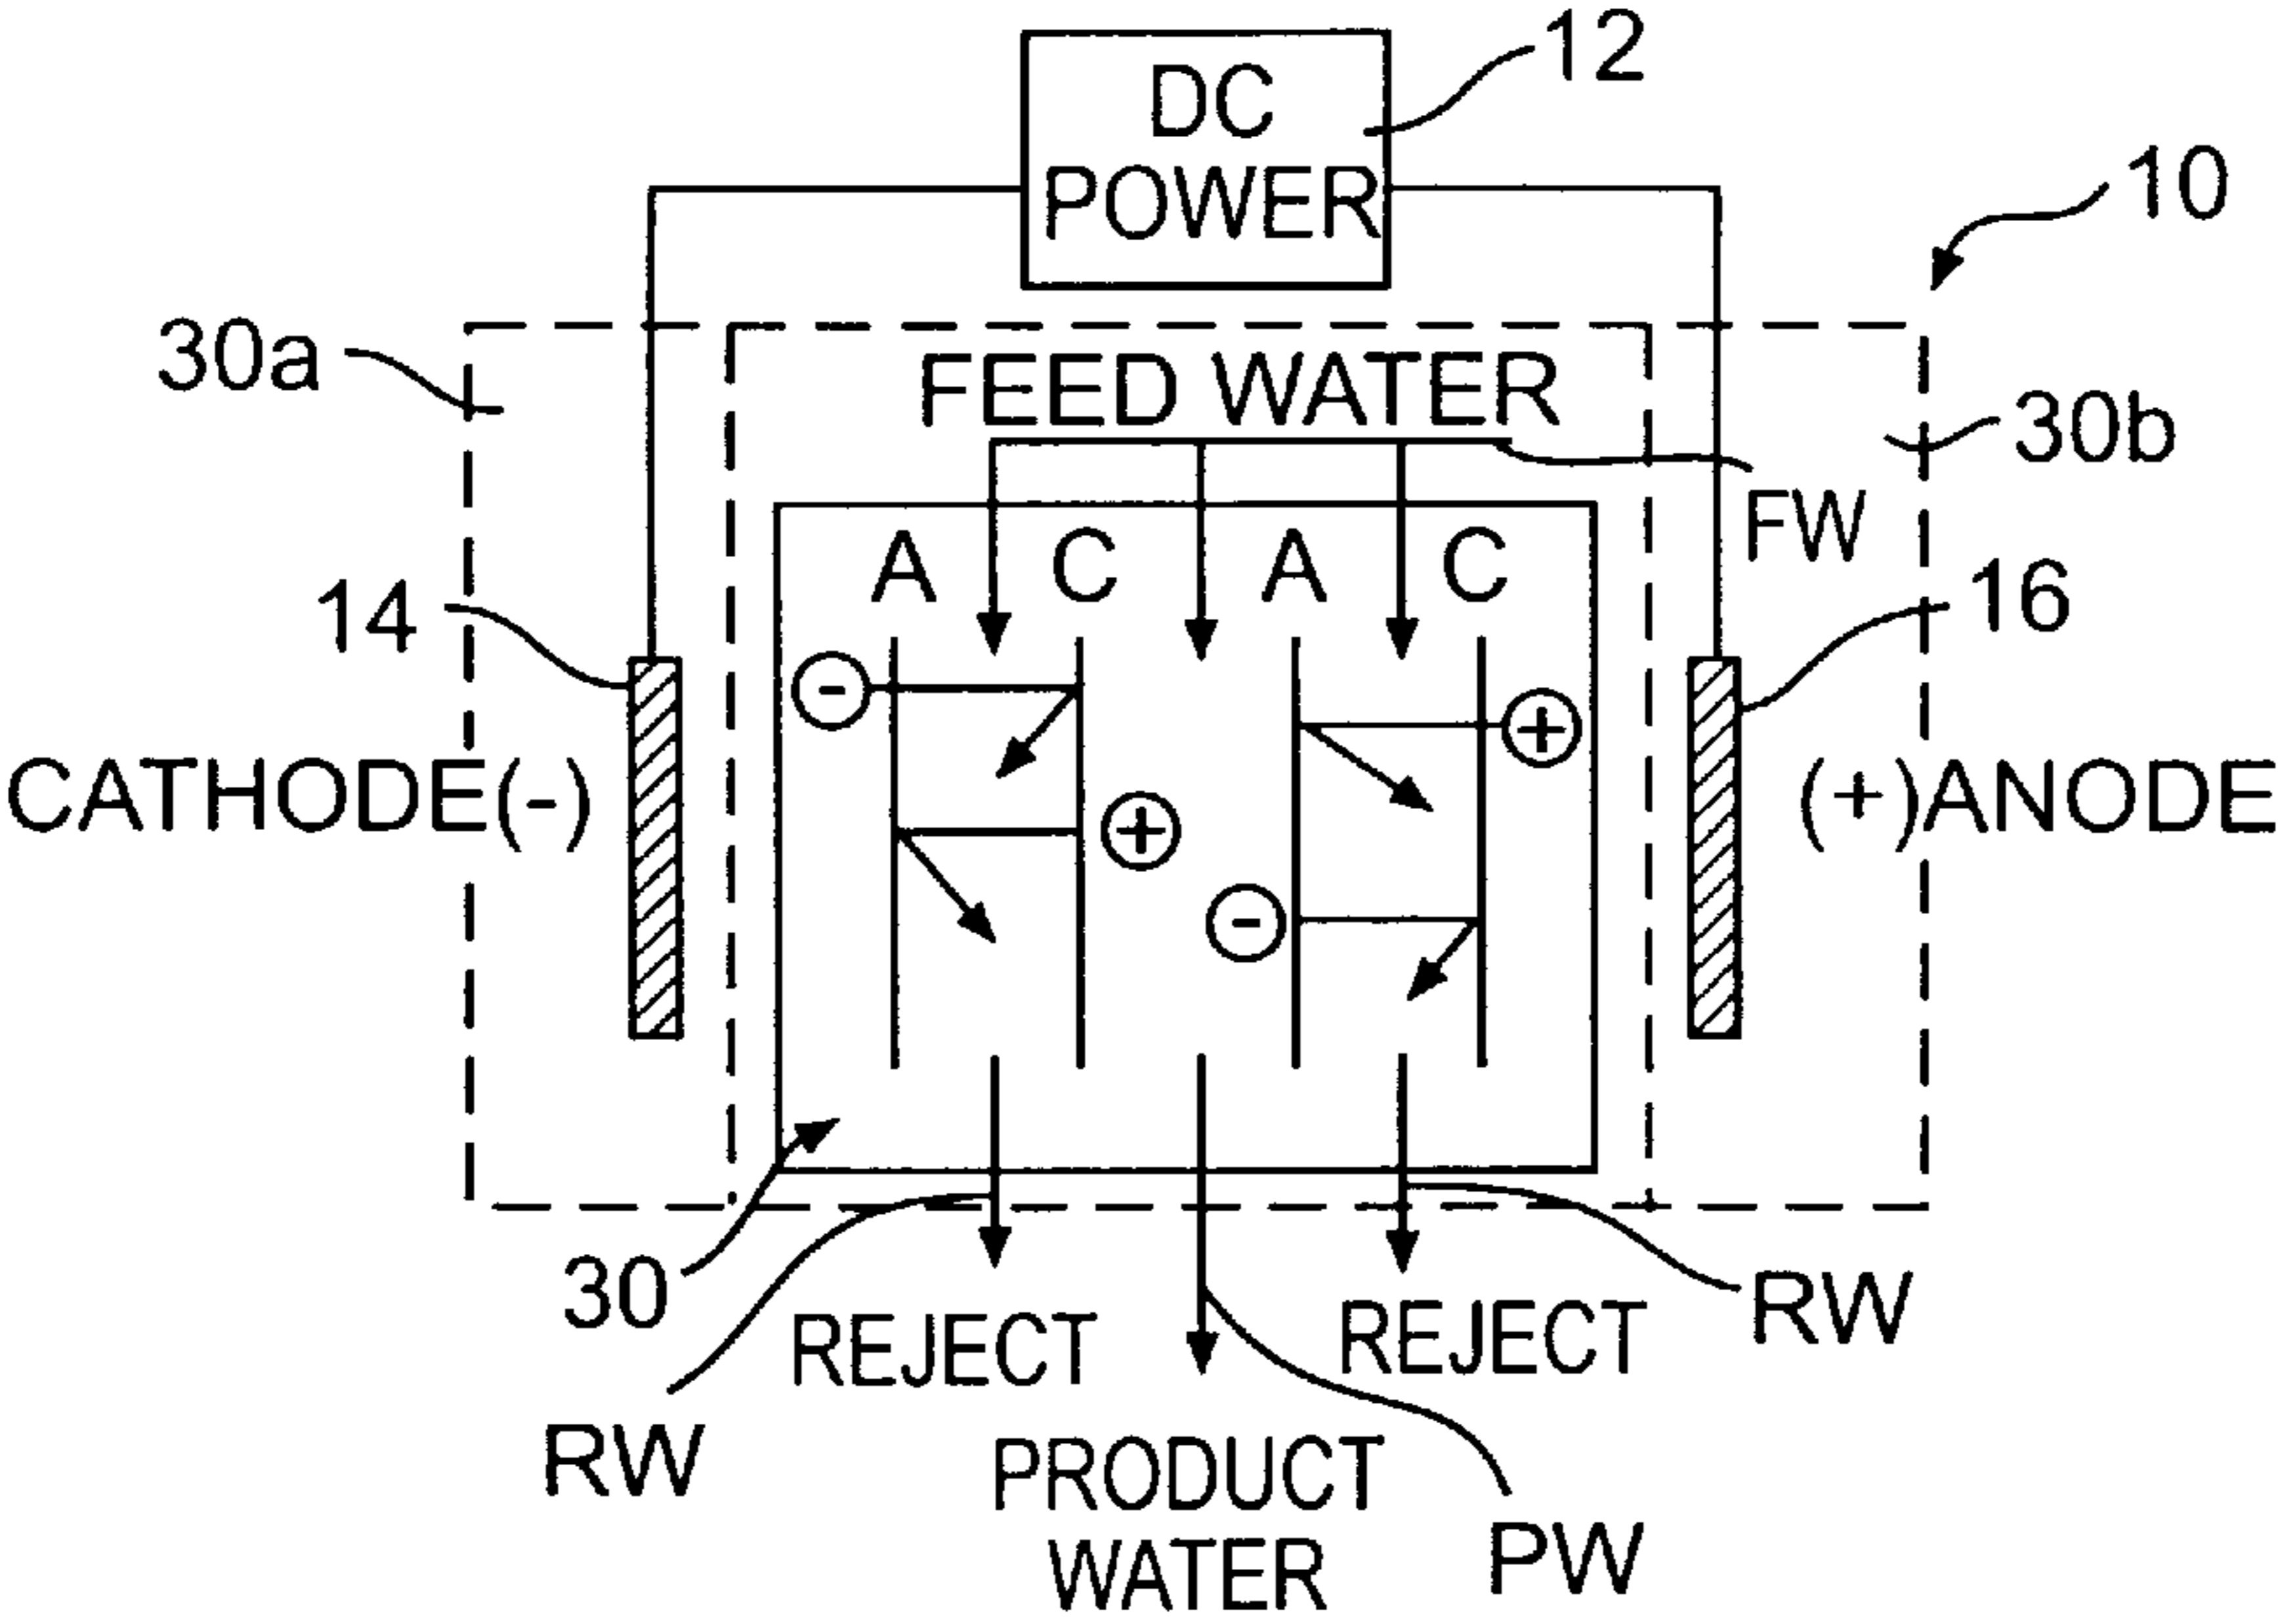 12
DC
POWER
10
30a
FEED WATER
30b
A C A C
FW
14
16
-
+
CATHODE(-)
+
(+)ANODE
-
30
REJECT
REJECT
RW
RW
PRODUCT
WATER
PW